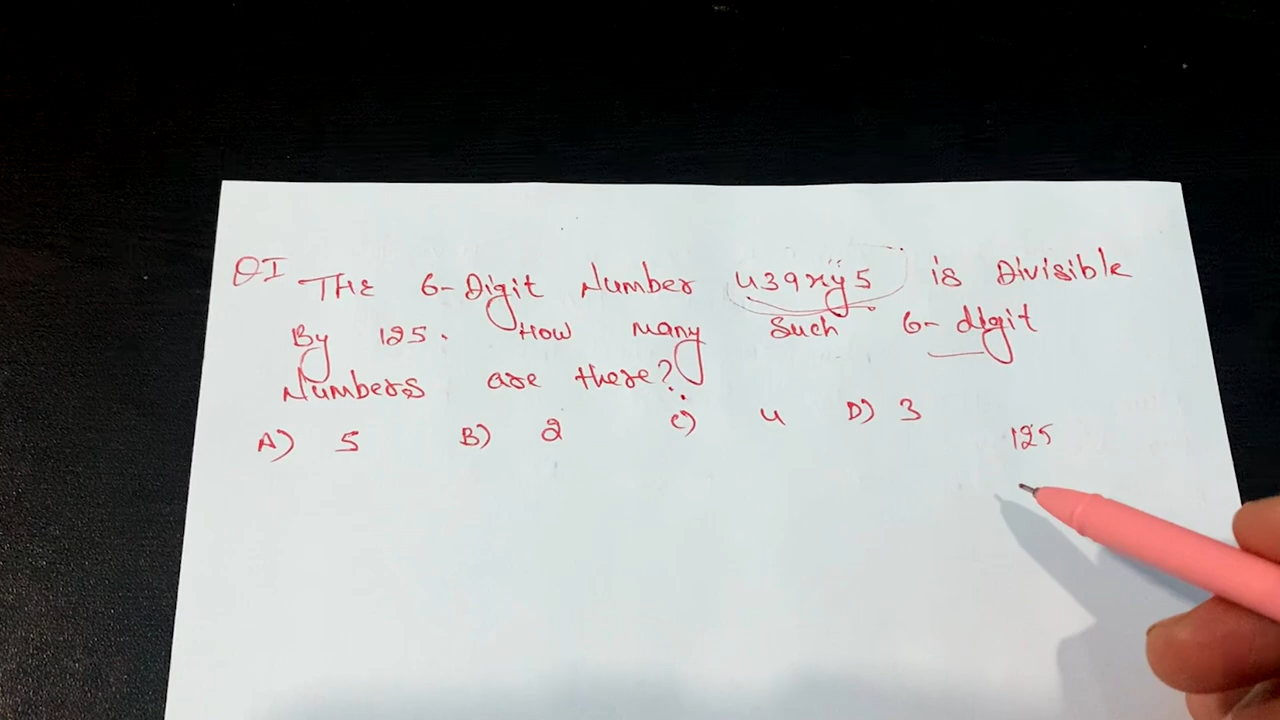 Q1 THE 6-Digit Number 439xy5 is Divisible
By 125. How many such 6-digit
Numbers are there?
A) 5 B) 2 C) 4 D) 3
125